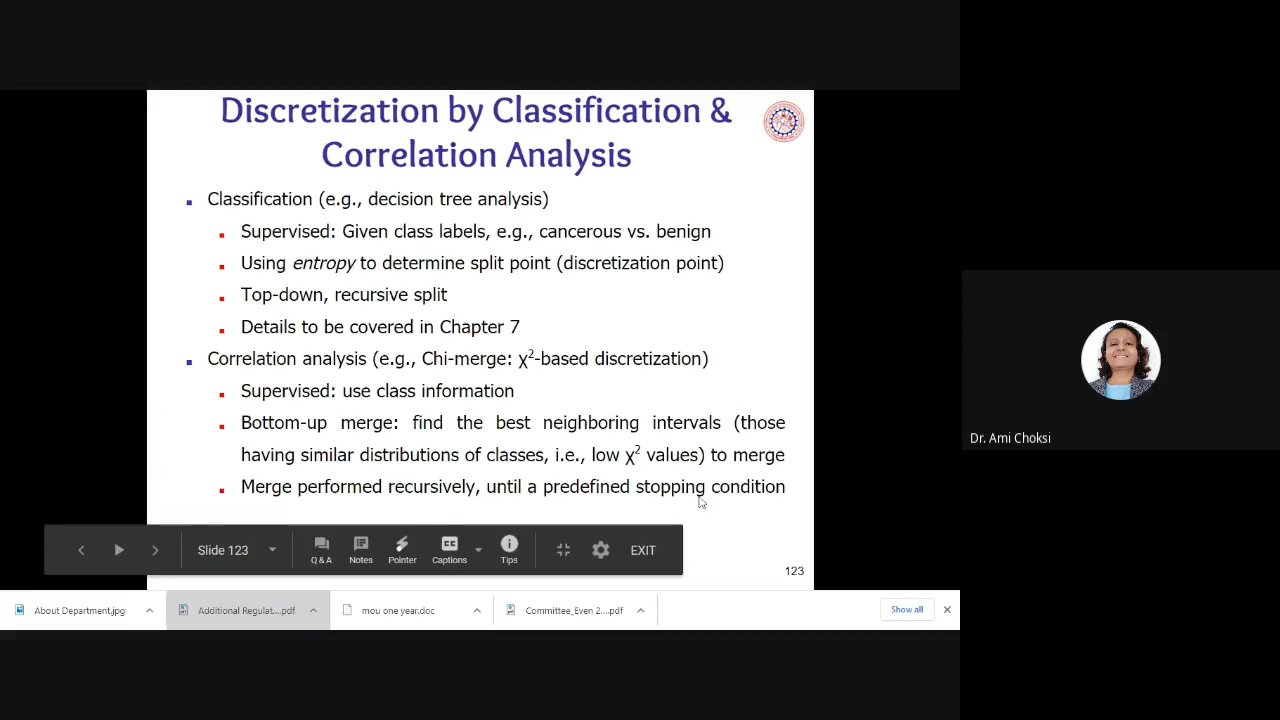 Discretization by Classification &
Correlation Analysis
Classification (e.g., decision tree analysis)
Supervised: Given class labels, e.g., cancerous vs. benign
Using entropy to determine split point (discretization point)
Top-down, recursive split
Details to be covered in Chapter 7
Correlation analysis (e.g., Chi-merge: χ²-based discretization)
Supervised: use class information
Bottom-up merge: find the best neighboring intervals (those
having similar distributions of classes, i.e., low χ² values) to merge
Merge performed recursively, until a predefined stopping condition
Slide 123
Q & A
Notes
Pointer
Captions
Tips
EXIT
123
About Department.jpg
Additional Regulat....pdf
mou one year.doc
Committee_Even 2....pdf
Show all
Dr. Ami Choksi